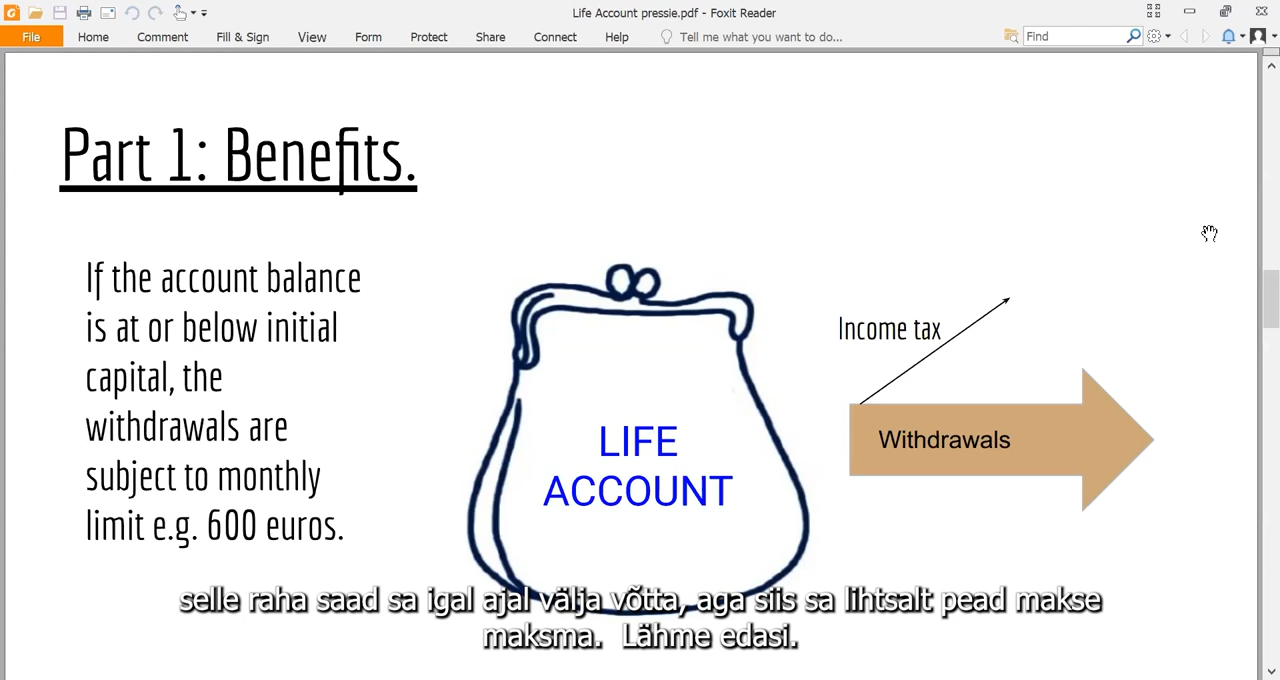 Life Account pressie.pdf - Foxit Reader
File Home Comment Fill & Sign View Form Protect Share Connect Help Tell me what you want to do... Find
Part 1: Benefits.
If the account balance
is at or below initial
capital, the
withdrawals are
subject to monthly
limit e.g. 600 euros.
LIFE
ACCOUNT
Income tax
Withdrawals
selle raha saad sa igal ajal välja võtta, aga siis sa lihtsalt pead makse
maksma. Lähme edasi.